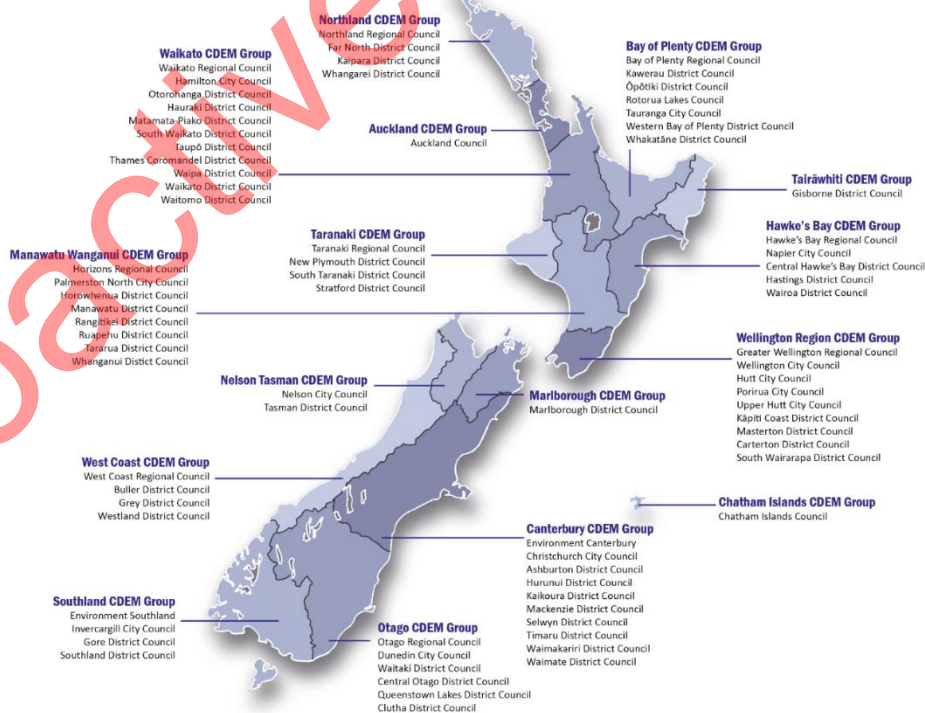 Northland CDEM Group
Northland Regional Council
Far North District Council
Kaipara District Council
Whangarei District Council
Waikato CDEM Group
Waikato Regional Council
Hamilton City Council
Otorohanga District Council
Hauraki District Council
Matamata-Piako District Council
South Waikato District Council
Taupō District Council
Thames Coromandel District Council
Waipa District Council
Waikato District Council
Waitomo District Council
Auckland CDEM Group
Auckland Council
Bay of Plenty CDEM Group
Bay of Plenty Regional Council
Kawerau District Council
Ōpōtiki District Council
Rotorua Lakes Council
Tauranga City Council
Western Bay of Plenty District Council
Whakatāne District Council
Tairāwhiti CDEM Group
Gisborne District Council
Taranaki CDEM Group
Taranaki Regional Council
New Plymouth District Council
South Taranaki District Council
Stratford District Council
Hawke's Bay CDEM Group
Hawke's Bay Regional Council
Napier City Council
Central Hawke's Bay District Council
Hastings District Council
Wairoa District Council
Manawatu Wanganui CDEM Group
Horizons Regional Council
Palmerston North City Council
Horowhenua District Council
Manawatu District Council
Rangitikei District Council
Ruapehu District Council
Tararua District Council
Whanganui Distict Council
Wellington Region CDEM Group
Greater Wellington Regional Council
Wellington City Council
Hutt City Council
Porirua City Council
Upper Hutt City Council
Kāpiti Coast District Council
Masterton District Council
Carterton District Council
South Wairarapa District Council
Nelson Tasman CDEM Group
Nelson City Council
Tasman District Council
Marlborough CDEM Group
Marlborough District Council
West Coast CDEM Group
West Coast Regional Council
Buller District Council
Grey District Council
Westland District Council
Chatham Islands CDEM Group
Chatham Islands Council
Canterbury CDEM Group
Environment Canterbury
Christchurch City Council
Ashburton District Council
Hurunui District Council
Kaikoura District Council
Mackenzie District Council
Selwyn District Council
Timaru District Council
Waimakariri District Council
Waimate District Council
Southland CDEM Group
Environment Southland
Invercargill City Council
Gore District Council
Southland District Council
Otago CDEM Group
Otago Regional Council
Dunedin City Council
Waitaki District Council
Central Otago District Council
Queenstown Lakes District Council
Clutha District Council